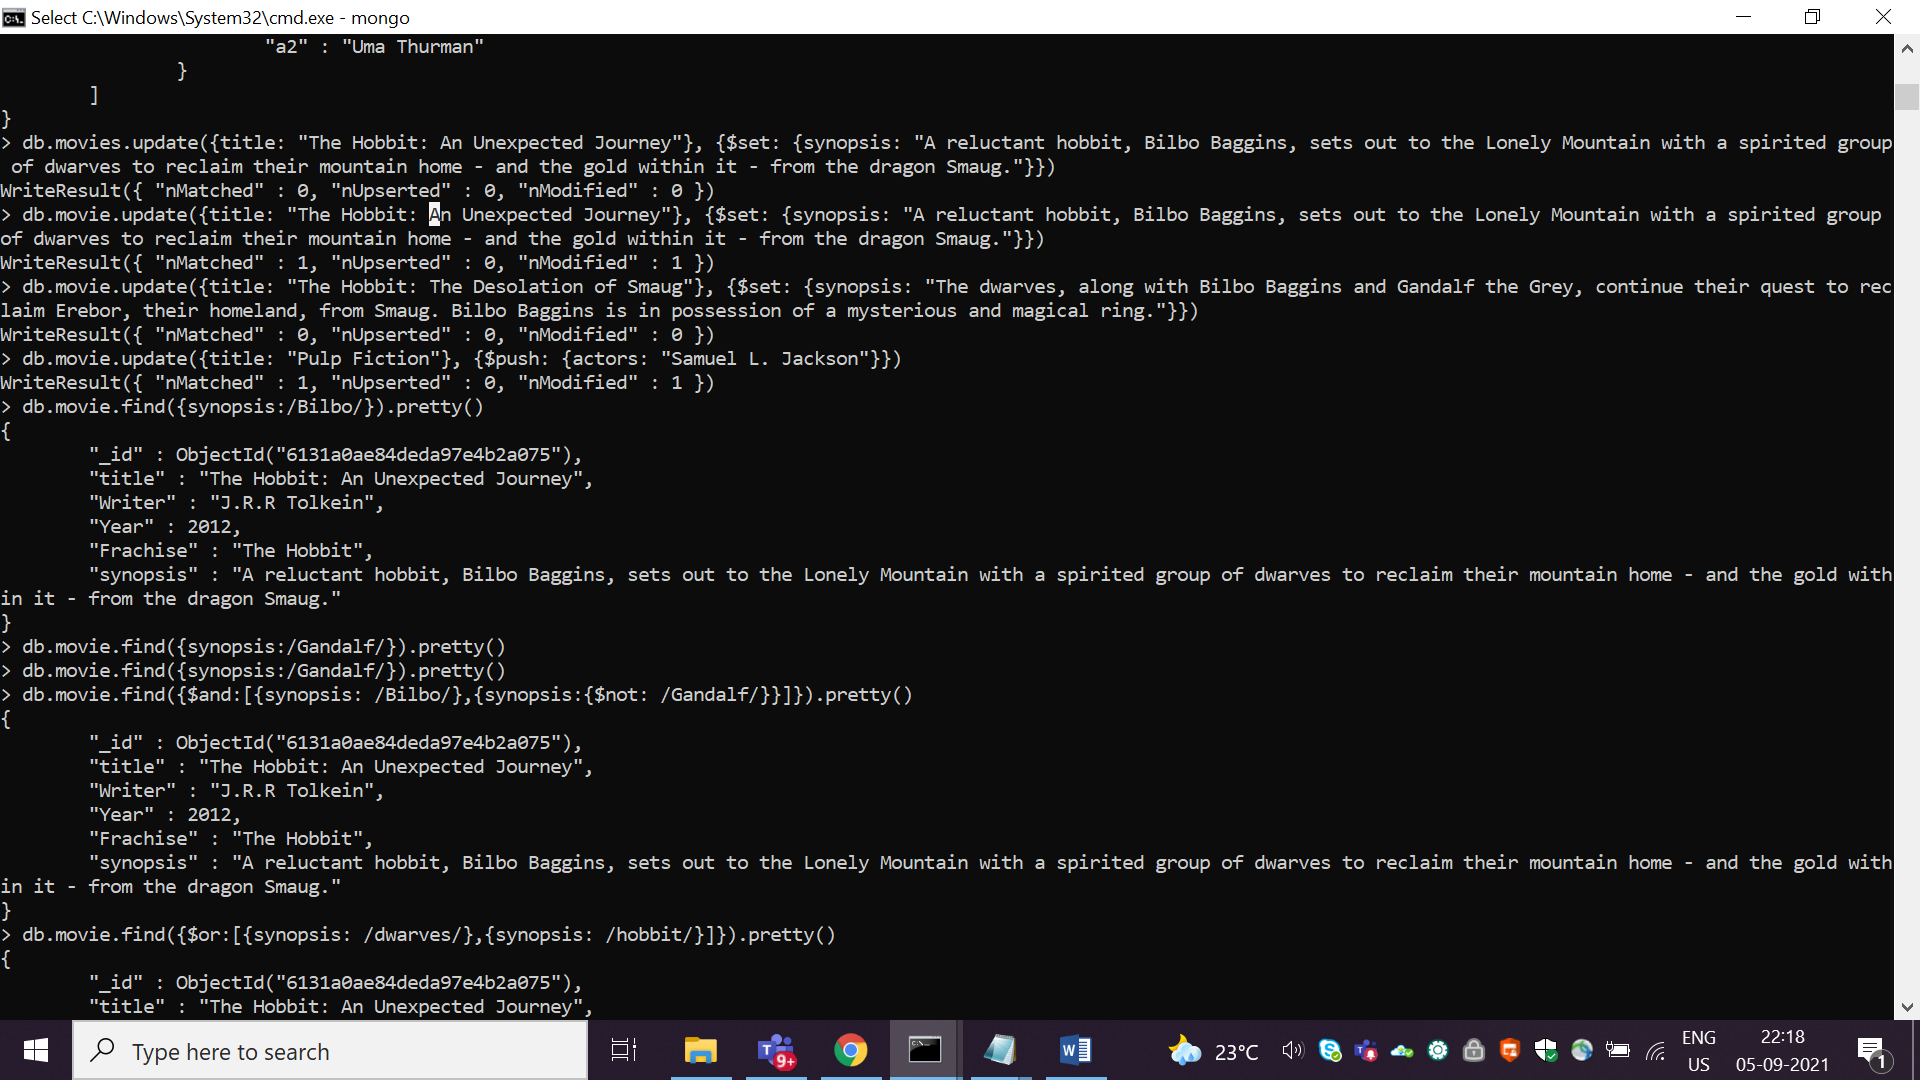 Select C:\Windows\System32\cmd.exe - mongo
"a2" : "Uma Thurman"
}
]
}
> db.movies.update({title: "The Hobbit: An Unexpected Journey"}, {$set: {synopsis: "A reluctant hobbit, Bilbo Baggins, sets out to the Lonely Mountain with a spirited group
of dwarves to reclaim their mountain home - and the gold within it - from the dragon Smaug."}})
WriteResult({ "nMatched" : 0, "nUpserted" : 0, "nModified" : 0 })
> db.movie.update({title: "The Hobbit: An Unexpected Journey"}, {$set: {synopsis: "A reluctant hobbit, Bilbo Baggins, sets out to the Lonely Mountain with a spirited group
of dwarves to reclaim their mountain home - and the gold within it - from the dragon Smaug."}})
WriteResult({ "nMatched" : 1, "nUpserted" : 0, "nModified" : 1 })
> db.movie.update({title: "The Hobbit: The Desolation of Smaug"}, {$set: {synopsis: "The dwarves, along with Bilbo Baggins and Gandalf the Grey, continue their quest to rec
laim Erebor, their homeland, from Smaug. Bilbo Baggins is in possession of a mysterious and magical ring."}})
WriteResult({ "nMatched" : 0, "nUpserted" : 0, "nModified" : 0 })
> db.movie.update({title: "Pulp Fiction"}, {$push: {actors: "Samuel L. Jackson"}})
WriteResult({ "nMatched" : 1, "nUpserted" : 0, "nModified" : 1 })
> db.movie.find({synopsis:/Bilbo/}).pretty()
{
"_id" : ObjectId("6131a0ae84deda97e4b2a075"),
"title" : "The Hobbit: An Unexpected Journey",
"Writer" : "J.R.R Tolkein",
"Year" : 2012,
"Frachise" : "The Hobbit",
"synopsis" : "A reluctant hobbit, Bilbo Baggins, sets out to the Lonely Mountain with a spirited group of dwarves to reclaim their mountain home - and the gold with
in it - from the dragon Smaug."
}
> db.movie.find({synopsis:/Gandalf/}).pretty()
> db.movie.find({synopsis:/Gandalf/}).pretty()
> db.movie.find({$and:[{synopsis: /Bilbo/},{synopsis:{$not: /Gandalf/}}]}).pretty()
{
"_id" : ObjectId("6131a0ae84deda97e4b2a075"),
"title" : "The Hobbit: An Unexpected Journey",
"Writer" : "J.R.R Tolkein",
"Year" : 2012,
"Frachise" : "The Hobbit",
"synopsis" : "A reluctant hobbit, Bilbo Baggins, sets out to the Lonely Mountain with a spirited group of dwarves to reclaim their mountain home - and the gold with
in it - from the dragon Smaug."
}
> db.movie.find({$or:[{synopsis: /dwarves/},{synopsis: /hobbit/}]}).pretty()
{
"_id" : ObjectId("6131a0ae84deda97e4b2a075"),
"title" : "The Hobbit: An Unexpected Journey",
Type here to search
9+
23°C
ENG
US
22:18
05-09-2021
1